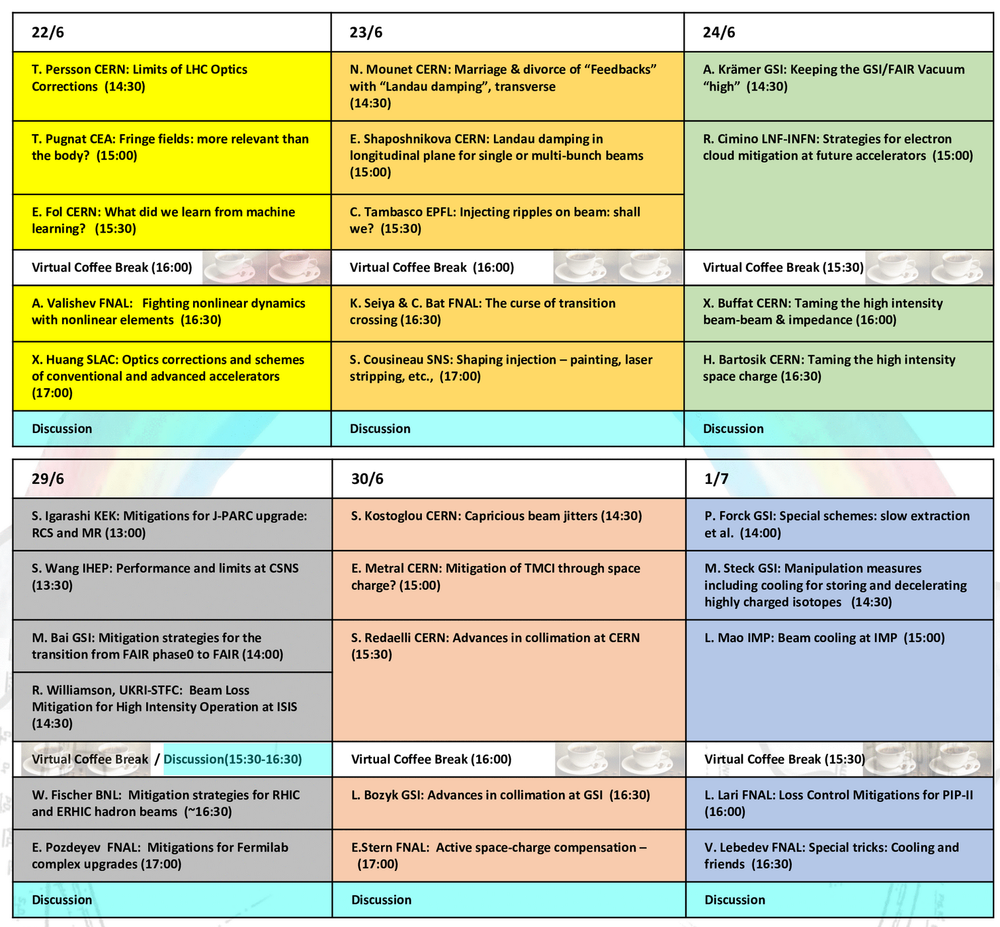 22/6
T. Persson CERN: Limits of LHC Optics
Corrections (14:30)
T. Pugnat CEA: Fringe fields: more relevant than
the body? (15:00)
E. Fol CERN: What did we learn from machine
learning? (15:30)
Virtual Coffee Break (16:00)
A. Valishev FNAL: Fighting nonlinear dynamics
with nonlinear elements (16:30)
X. Huang SLAC: Optics corrections and schemes
of conventional and advanced accelerators
(17:00)
Discussion
23/6
N. Mounet CERN: Marriage & divorce of “Feedbacks”
with “Landau damping”, transverse
(14:30)
E. Shaposhnikova CERN: Landau damping in
longitudinal plane for single or multi-bunch beams
(15:00)
C. Tambasco EPFL: Injecting ripples on beam: shall
we? (15:30)
Virtual Coffee Break (16:00)
K. Seiya & C. Bat FNAL: The curse of transition
crossing (16:30)
S. Cousineau SNS: Shaping injection – painting, laser
stripping, etc., (17:00)
Discussion
24/6
A. Krämer GSI: Keeping the GSI/FAIR Vacuum
“high” (14:30)
R. Cimino LNF-INFN: Strategies for electron
cloud mitigation at future accelerators (15:00)
Virtual Coffee Break (15:30)
X. Buffat CERN: Taming the high intensity
beam-beam & impedance (16:00)
H. Bartosik CERN: Taming the high intensity
space charge (16:30)
Discussion
29/6
S. Igarashi KEK: Mitigations for J-PARC upgrade:
RCS and MR (13:00)
S. Wang IHEP: Performance and limits at CSNS
(13:30)
M. Bai GSI: Mitigation strategies for the
transition from FAIR phase0 to FAIR (14:00)
R. Williamson, UKRI-STFC: Beam Loss
Mitigation for High Intensity Operation at ISIS
(14:30)
Virtual Coffee Break / Discussion(15:30-16:30)
W. Fischer BNL: Mitigation strategies for RHIC
and ERHIC hadron beams (~16:30)
E. Pozdeyev FNAL: Mitigations for Fermilab
complex upgrades (17:00)
Discussion
30/6
S. Kostoglou CERN: Capricious beam jitters (14:30)
E. Metral CERN: Mitigation of TMCI through space
charge? (15:00)
S. Redaelli CERN: Advances in collimation at CERN
(15:30)
Virtual Coffee Break (16:00)
L. Bozyk GSI: Advances in collimation at GSI (16:30)
E.Stern FNAL: Active space-charge compensation –
(17:00)
Discussion
1/7
P. Forck GSI: Special schemes: slow extraction
et al. (14:00)
M. Steck GSI: Manipulation measures
including cooling for storing and decelerating
highly charged isotopes (14:30)
L. Mao IMP: Beam cooling at IMP (15:00)
Virtual Coffee Break (15:30)
L. Lari FNAL: Loss Control Mitigations for PIP-II
(16:00)
V. Lebedev FNAL: Special tricks: Cooling and
friends (16:30)
Discussion